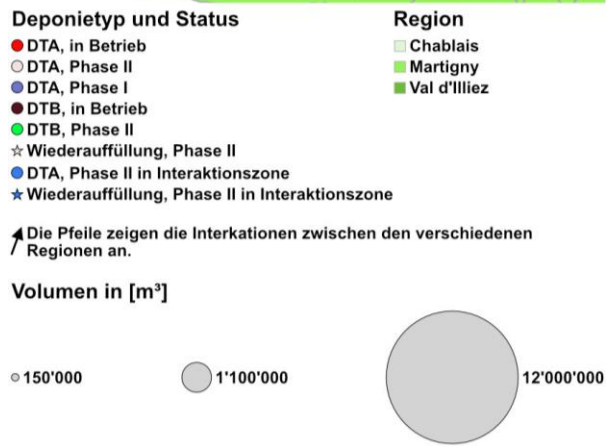 Deponietyp und Status
DTA, in Betrieb
DTA, Phase II
DTA, Phase I
DTB, in Betrieb
DTB, Phase II
Wiederauffüllung, Phase II
DTA, Phase II in Interaktionszone
Wiederauffüllung, Phase II in Interaktionszone
Region
Chablais
Martigny
Val d'Illiez
Die Pfeile zeigen die Interkationen zwischen den verschiedenen
Regionen an.
Volumen in [m³]
150'000
1'100'000
12'000'000